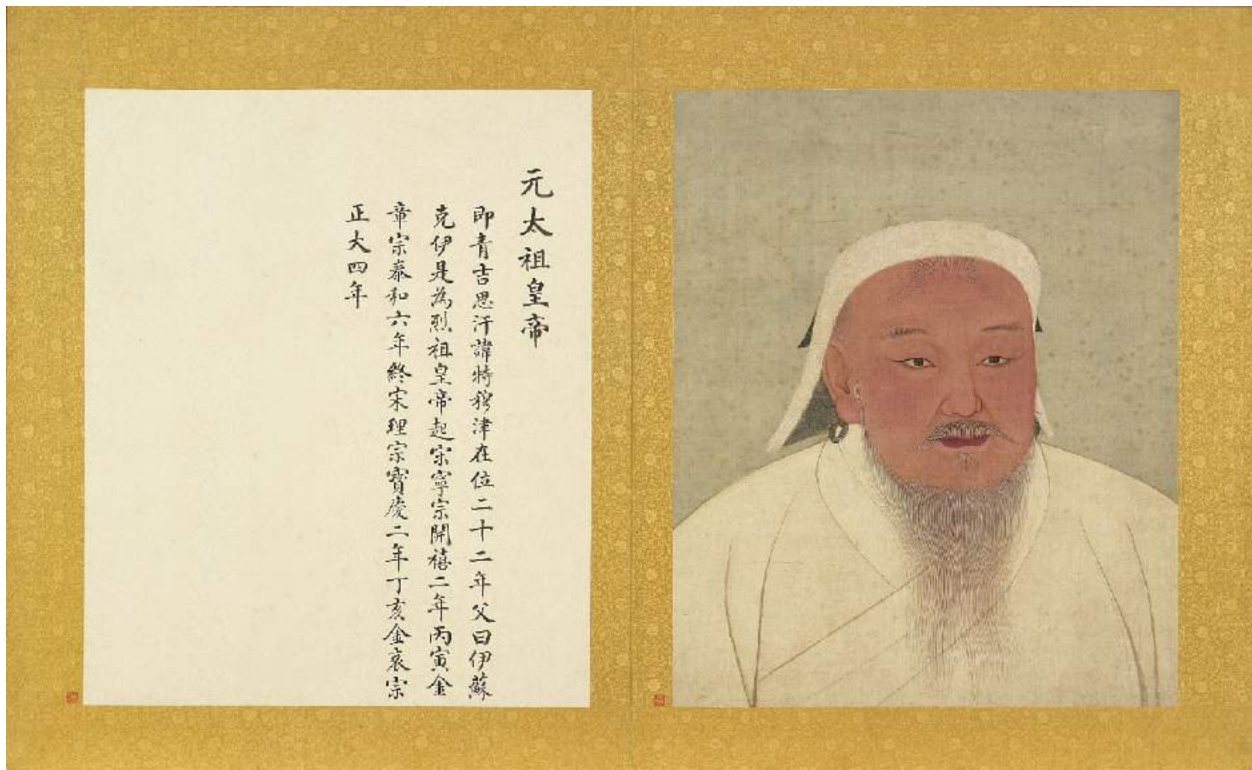 元太祖皇帝
即青吉思汗諱特穆津在位二十二年父曰伊蘇
克伊是為烈祖皇帝起宋寧宗開禧二年丙寅金
章宗泰和六年終宋理宗寶慶二年丁亥金哀宗
正大四年